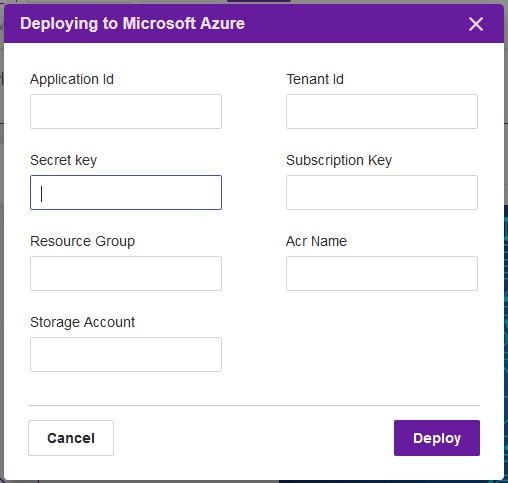 Deploying to Microsoft Azure
Application Id
Tenant Id
Secret key
Subscription Key
Resource Group
Acr Name
Storage Account
Cancel
Deploy